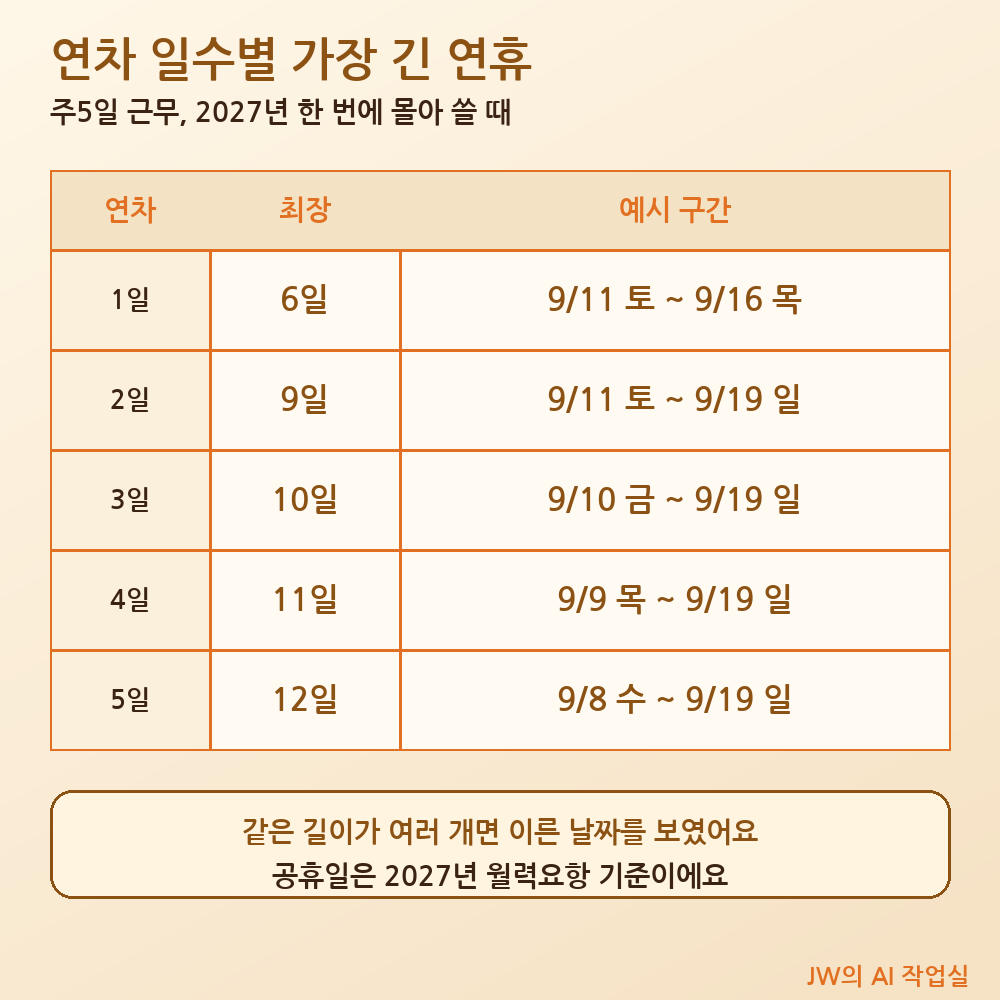 연차 일수별 가장 긴 연휴
주5일 근무, 2027년 한 번에 몰아 쓸 때
연차 최장 예시 구간
1일 6일 9/11 토 ~ 9/16 목
2일 9일 9/11 토 ~ 9/19 일
3일 10일 9/10 금 ~ 9/19 일
4일 11일 9/9 목 ~ 9/19 일
5일 12일 9/8 수 ~ 9/19 일
같은 길이가 여러 개면 이른 날짜를 보였어요
공휴일은 2027년 월력요항 기준이에요
JW의 AI 작업실